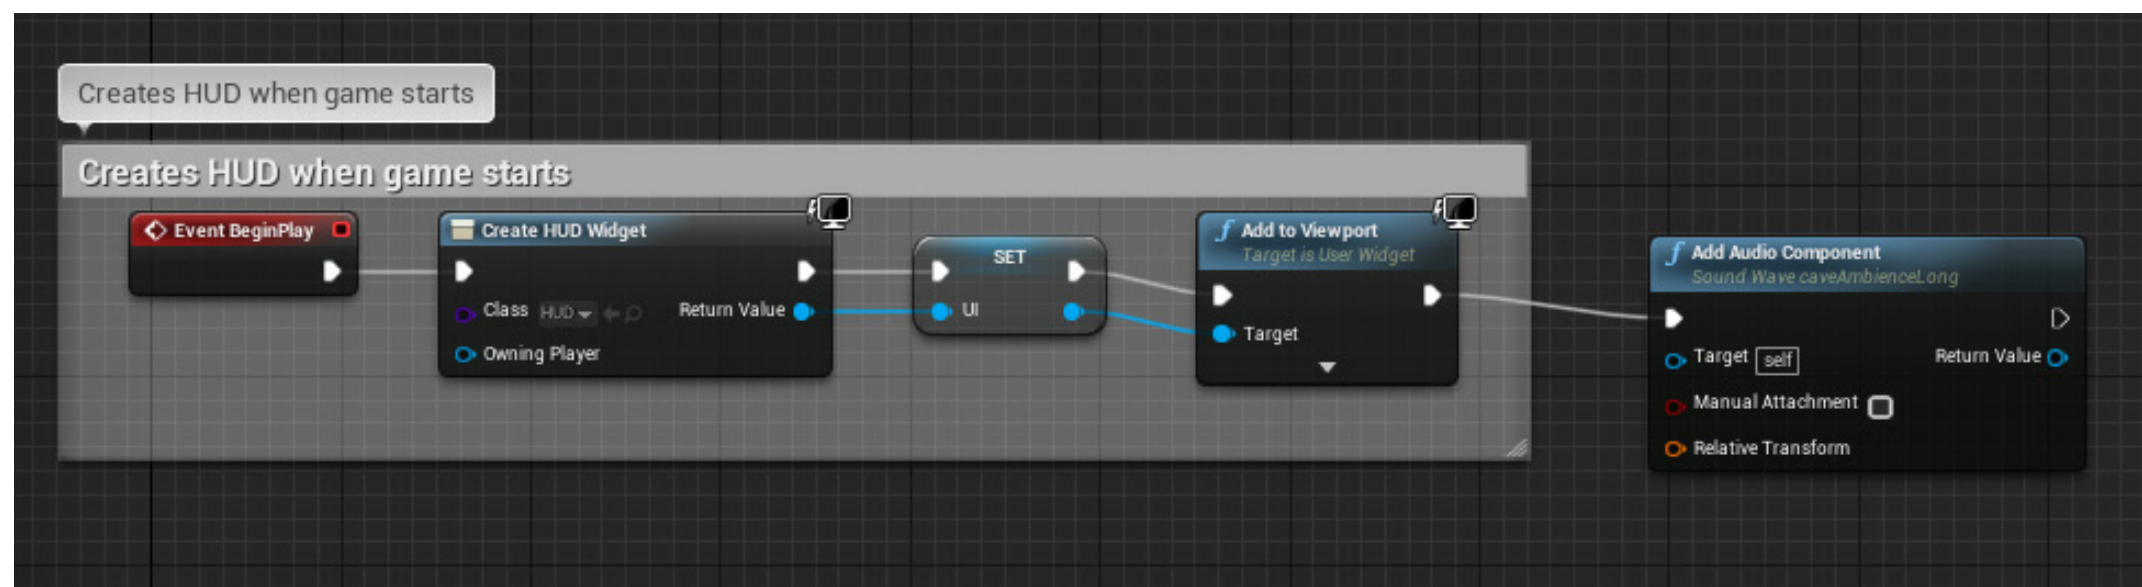 Creates HUD when game starts
Creates HUD when game starts
Event BeginPlay
Create HUD Widget
Class HUD
Return Value
Owning Player
SET
UI
Add to Viewport
Target is User Widget
Target
Add Audio Component
Sound Wave caveAmbienceLong
Target self
Return Value
Manual Attachment
Relative Transform